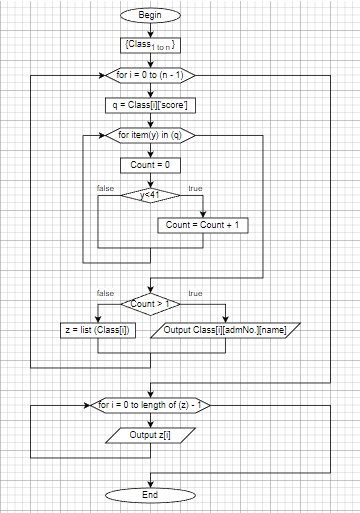 Begin
{Class1 to n}
for i = 0 to (n - 1)
q = Class[i]['score']
for item(y) in (q)
Count = 0
false
y<41
true
Count = Count + 1
false
Count > 1
true
z = list (Class[i])
Output Class[i][admNo.][name]
for i = 0 to length of (z) - 1
Output z[i]
End